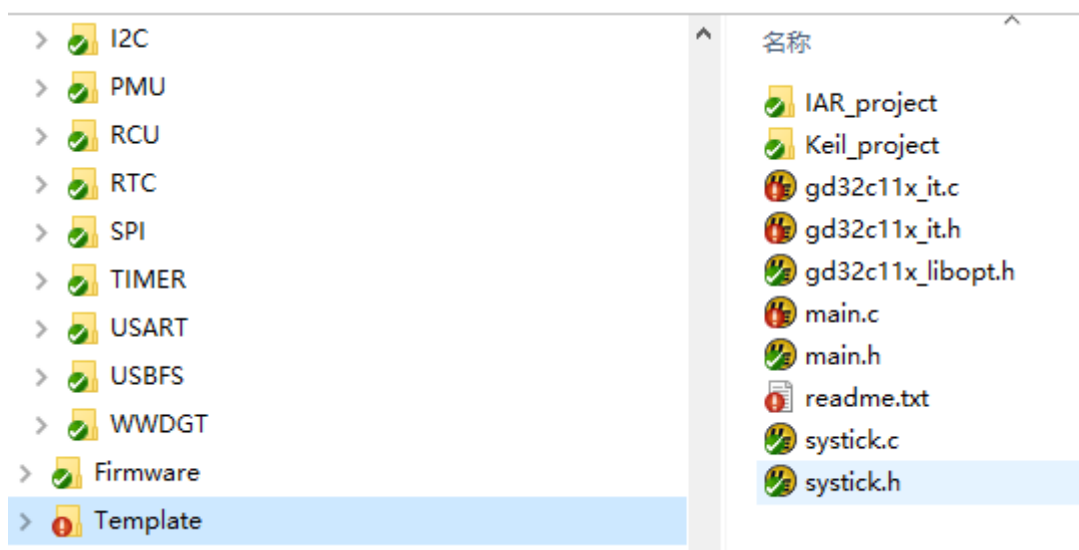 I2C
PMU
RCU
RTC
SPI
TIMER
USART
USBFS
WWDGT
Firmware
Template
名称
IAR_project
Keil_project
gd32c11x_it.c
gd32c11x_it.h
gd32c11x_libopt.h
main.c
main.h
readme.txt
systick.c
systick.h